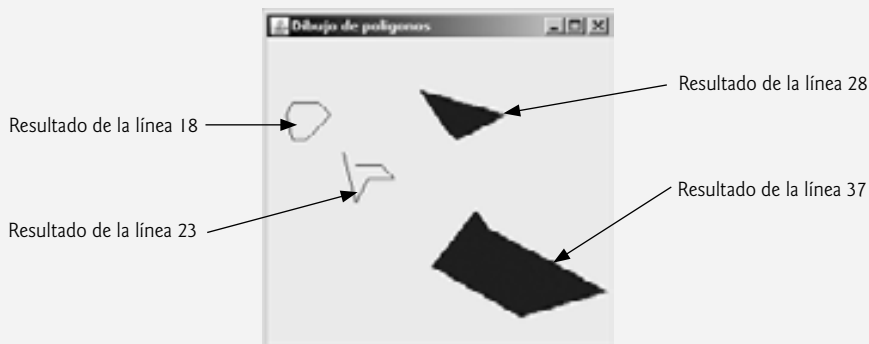 Dibujo de polígonos
Resultado de la línea 28
Resultado de la línea 18
Resultado de la línea 37
Resultado de la línea 23